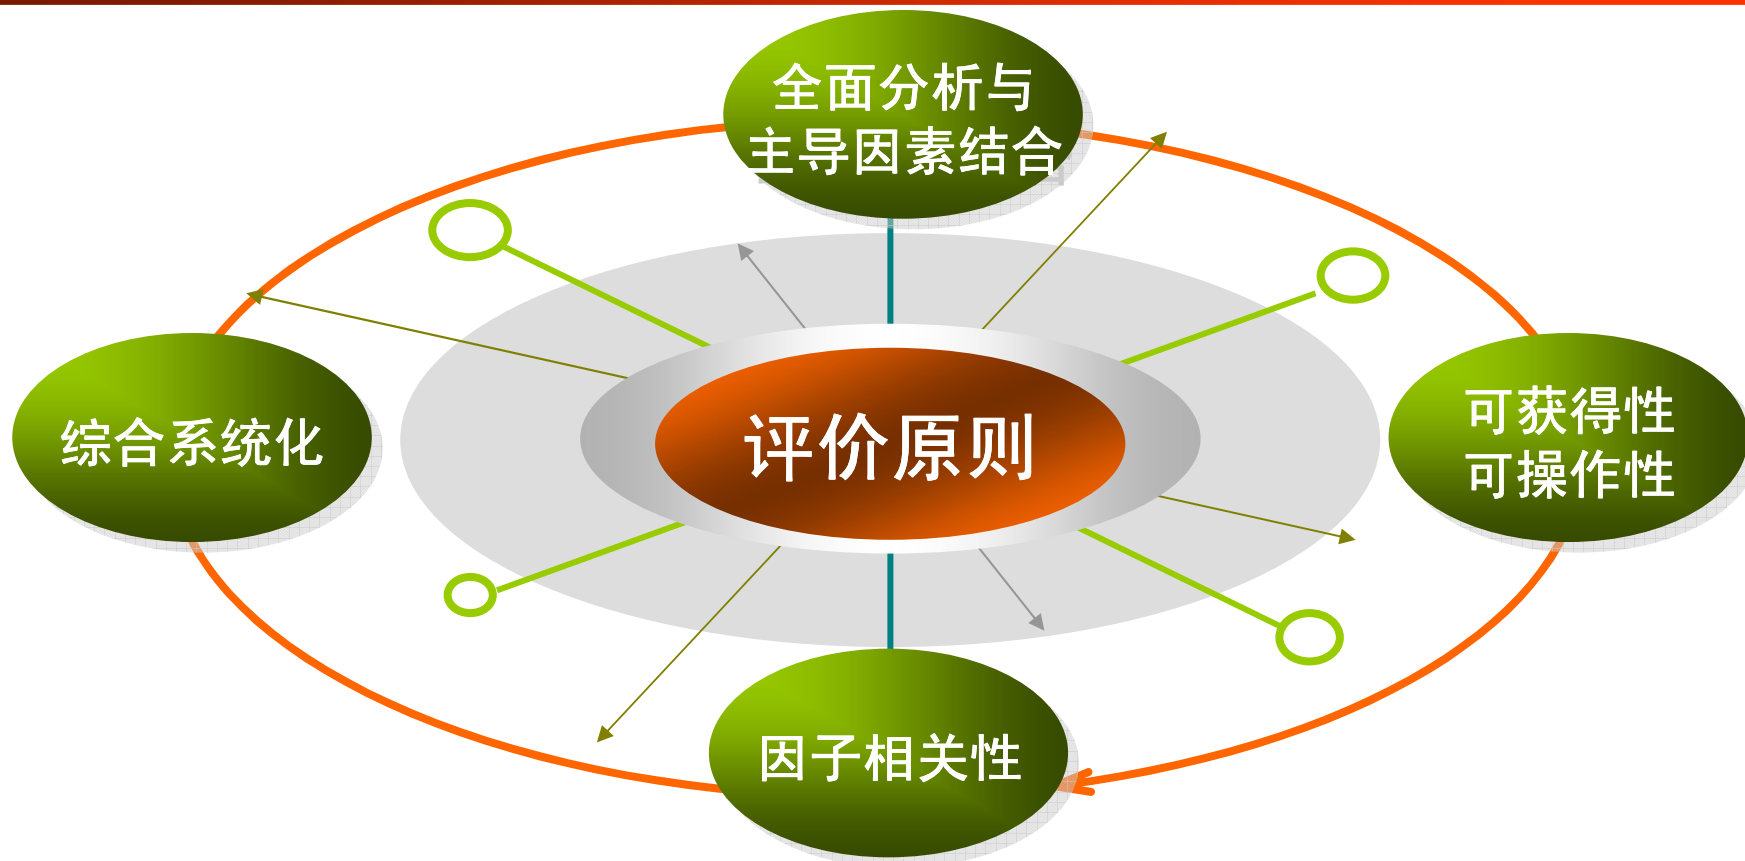 全面分析与
主导因素结合
综合系统化
评价原则
可获得性
可操作性
因子相关性